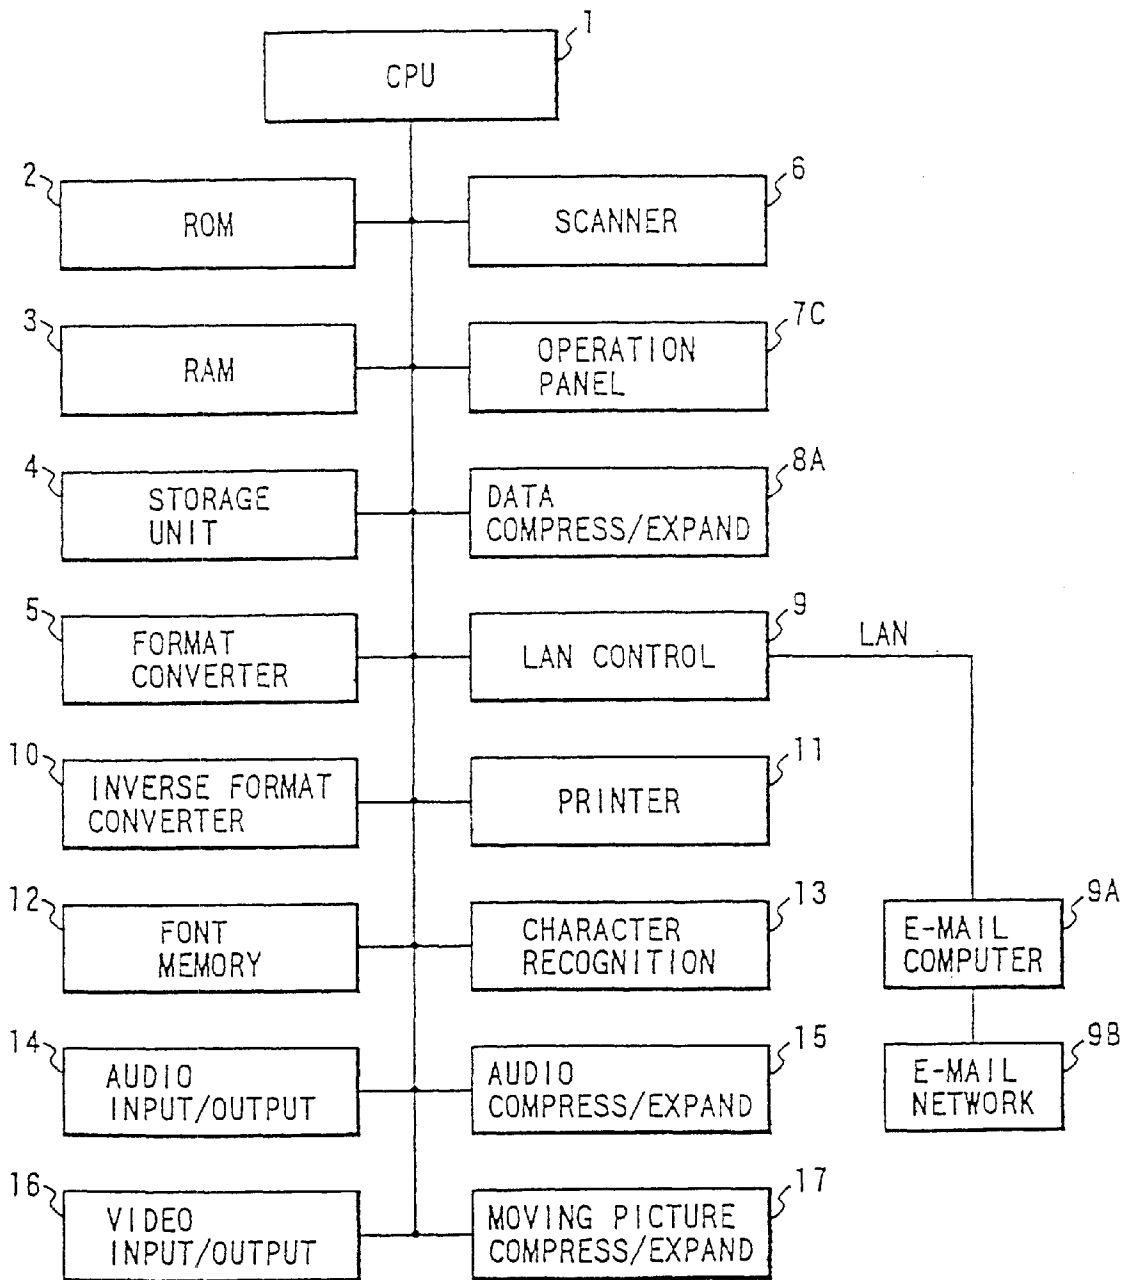 1
CPU
2
ROM
6
SCANNER
3
RAM
7C
OPERATION
PANEL
4
STORAGE
UNIT
8A
DATA
COMPRESS/EXPAND
5
FORMAT
CONVERTER
9
LAN CONTROL
LAN
10
INVERSE FORMAT
CONVERTER
11
PRINTER
12
FONT
MEMORY
13
CHARACTER
RECOGNITION
9A
E-MAIL
COMPUTER
14
AUDIO
INPUT/OUTPUT
15
AUDIO
COMPRESS/EXPAND
9B
E-MAIL
NETWORK
16
VIDEO
INPUT/OUTPUT
17
MOVING PICTURE
COMPRESS/EXPAND